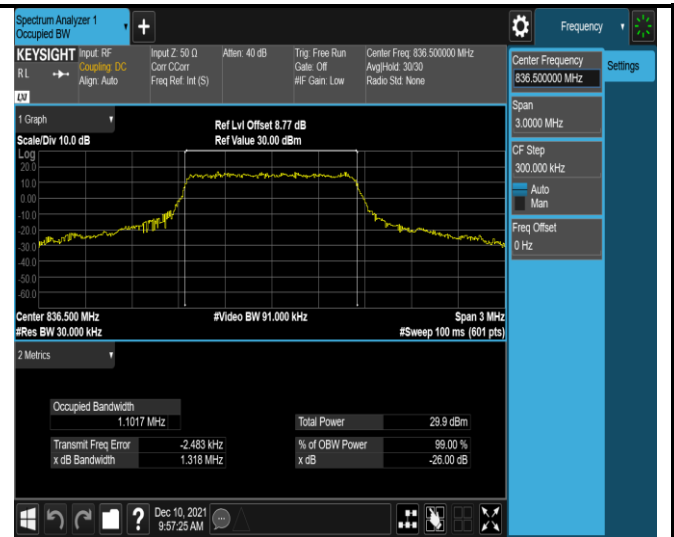 Spectrum Analyzer 1
Occupied BW
+
Frequency
KEYSIGHT
R L
LXI
Input: RF
Coupling: DC
Align: Auto
Input Z: 50 Ω
Corr CCorr
Freq Ref: Int (S)
Atten: 40 dB
Trig: Free Run
Gate: Off
#IF Gain: Low
Center Freq: 836.500000 MHz
Avg|Hold: 30/30
Radio Std: None
Center Frequency
836.500000 MHz
Settings
Span
3.0000 MHz
CF Step
300.000 kHz
Auto
Man
Freq Offset
0 Hz
1 Graph
Scale/Div 10.0 dB
Ref Lvl Offset 8.77 dB
Ref Value 30.00 dBm
Log
20.0
10.0
0.00
-10.0
-20.0
-30.0
-40.0
-50.0
-60.0
Center 836.500 MHz
#Video BW 91.000 kHz
Span 3 MHz
#Res BW 30.000 kHz
#Sweep 100 ms (601 pts)
2 Metrics
Occupied Bandwidth
1.1017 MHz
Total Power 29.9 dBm
Transmit Freq Error -2.483 kHz
% of OBW Power 99.00 %
x dB Bandwidth 1.318 MHz
x dB -26.00 dB
?
Dec 10, 2021
9:57:25 AM